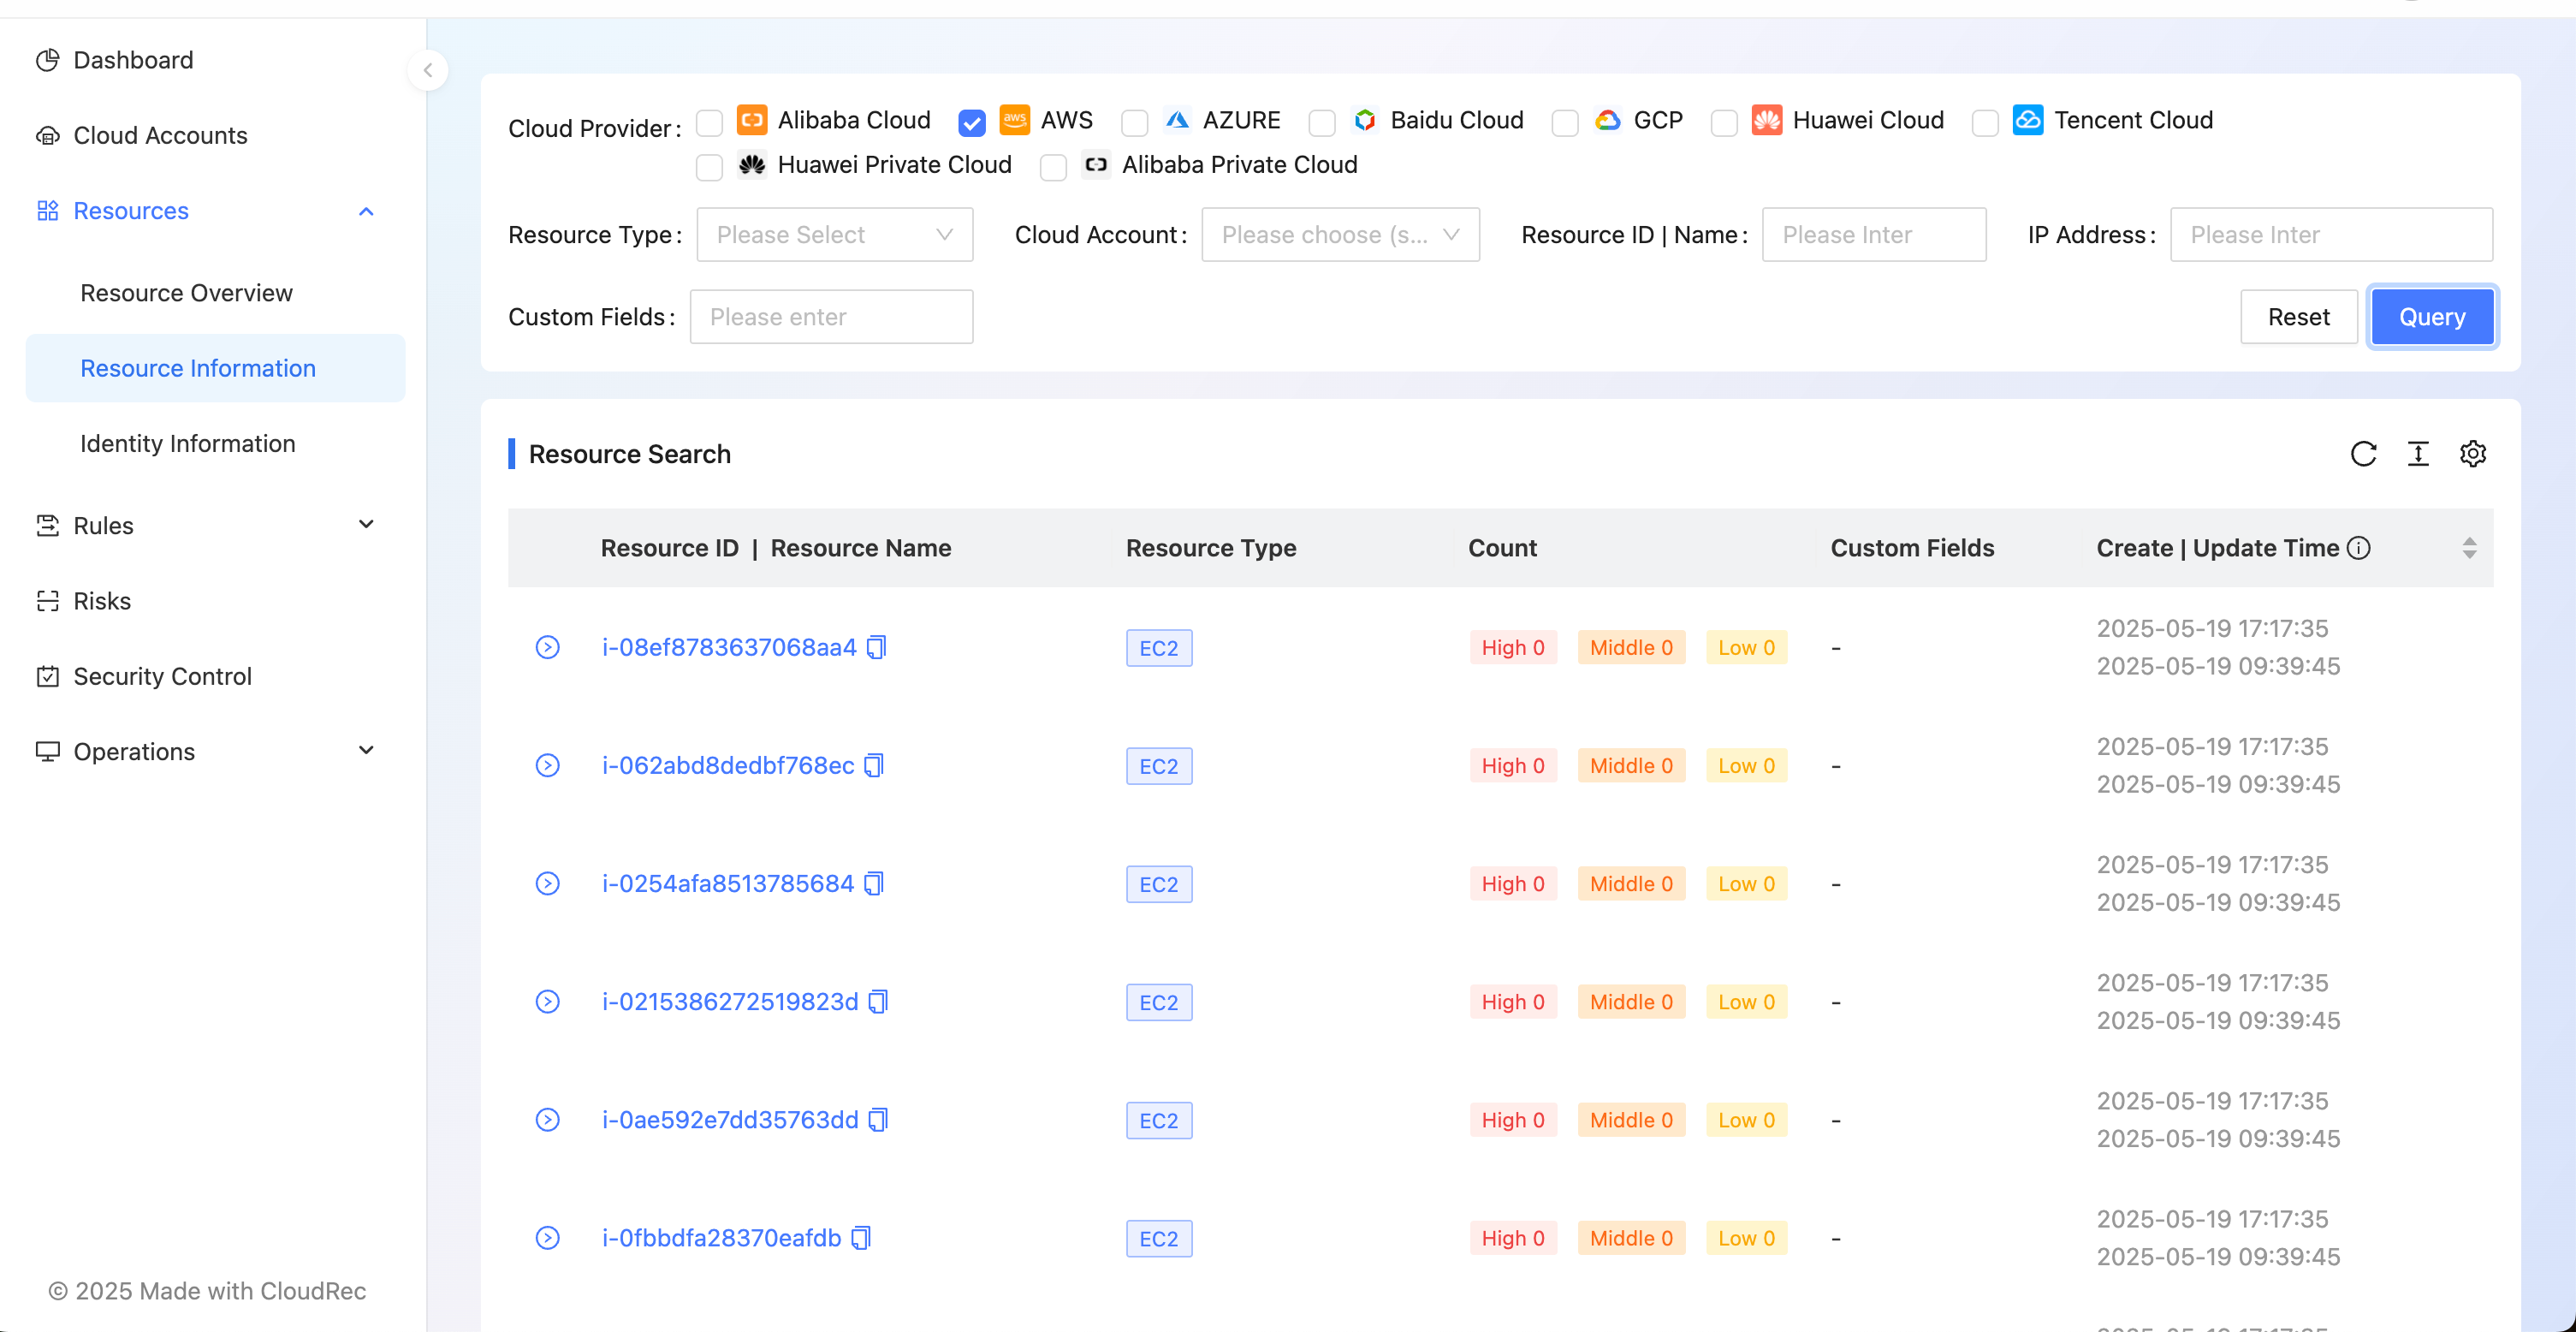 Dashboard
Cloud Accounts
Resources
Resource Overview
Resource Information
Identity Information
Rules
Risks
Security Control
Operations
© 2025 Made with CloudRec
Cloud Provider : Alibaba Cloud aws AWS AZURE Baidu Cloud GCP Huawei Cloud Tencent Cloud
Huawei Private Cloud Alibaba Private Cloud
Resource Type : Please Select Cloud Account : Please choose (s... Resource ID | Name : Please Inter IP Address : Please Inter
Custom Fields : Please enter Reset Query
Resource Search
Resource ID | Resource Name Resource Type Count Custom Fields Create | Update Time
i-08ef8783637068aa4 EC2 High 0 Middle 0 Low 0 - 2025-05-19 17:17:35
2025-05-19 09:39:45
i-062abd8dedbf768ec EC2 High 0 Middle 0 Low 0 - 2025-05-19 17:17:35
2025-05-19 09:39:45
i-0254afa8513785684 EC2 High 0 Middle 0 Low 0 - 2025-05-19 17:17:35
2025-05-19 09:39:45
i-0215386272519823d EC2 High 0 Middle 0 Low 0 - 2025-05-19 17:17:35
2025-05-19 09:39:45
i-0ae592e7dd35763dd EC2 High 0 Middle 0 Low 0 - 2025-05-19 17:17:35
2025-05-19 09:39:45
i-0fbbdfa28370eafdb EC2 High 0 Middle 0 Low 0 - 2025-05-19 17:17:35
2025-05-19 09:39:45